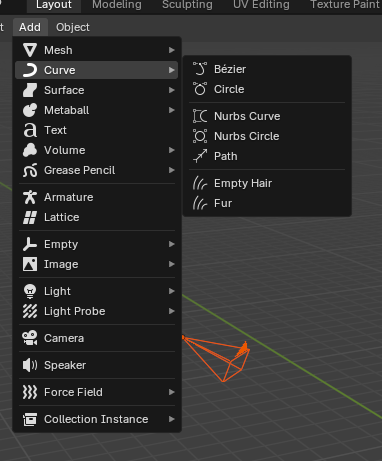 Layout Modeling Sculpting UV Editing Texture Paint
t Add Object
Mesh
Curve
Surface
Metaball
Text
Volume
Grease Pencil
Armature
Lattice
Empty
Image
Light
Light Probe
Camera
Speaker
Force Field
Collection Instance
Bézier
Circle
Nurbs Curve
Nurbs Circle
Path
Empty Hair
Fur